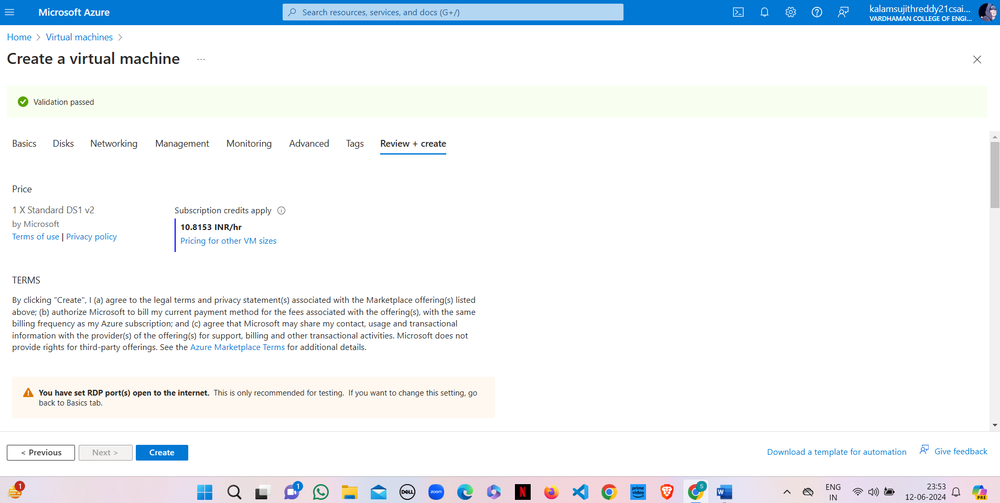 Microsoft Azure
Search resources, services, and docs (G+/)
kalamsujithreddy21csai...
VARDHAMAN COLLEGE OF ENGI...
Home > Virtual machines >
Create a virtual machine ...
Validation passed
Basics Disks Networking Management Monitoring Advanced Tags Review + create
Price
1 X Standard DS1 v2
by Microsoft
Terms of use | Privacy policy
Subscription credits apply
10.8153 INR/hr
Pricing for other VM sizes
TERMS
By clicking "Create", I (a) agree to the legal terms and privacy statement(s) associated with the Marketplace offering(s) listed
above; (b) authorize Microsoft to bill my current payment method for the fees associated with the offering(s), with the same
billing frequency as my Azure subscription; and (c) agree that Microsoft may share my contact, usage and transactional
information with the provider(s) of the offering(s) for support, billing and other transactional activities. Microsoft does not
provide rights for third-party offerings. See the Azure Marketplace Terms for additional details.
You have set RDP port(s) open to the internet. This is only recommended for testing. If you want to change this setting, go
back to Basics tab.
< Previous Next > Create
Download a template for automation Give feedback
1
1
DELL
zoom
N
prime
video
S
W
ENG
IN
23:53
12-06-2024
PRE